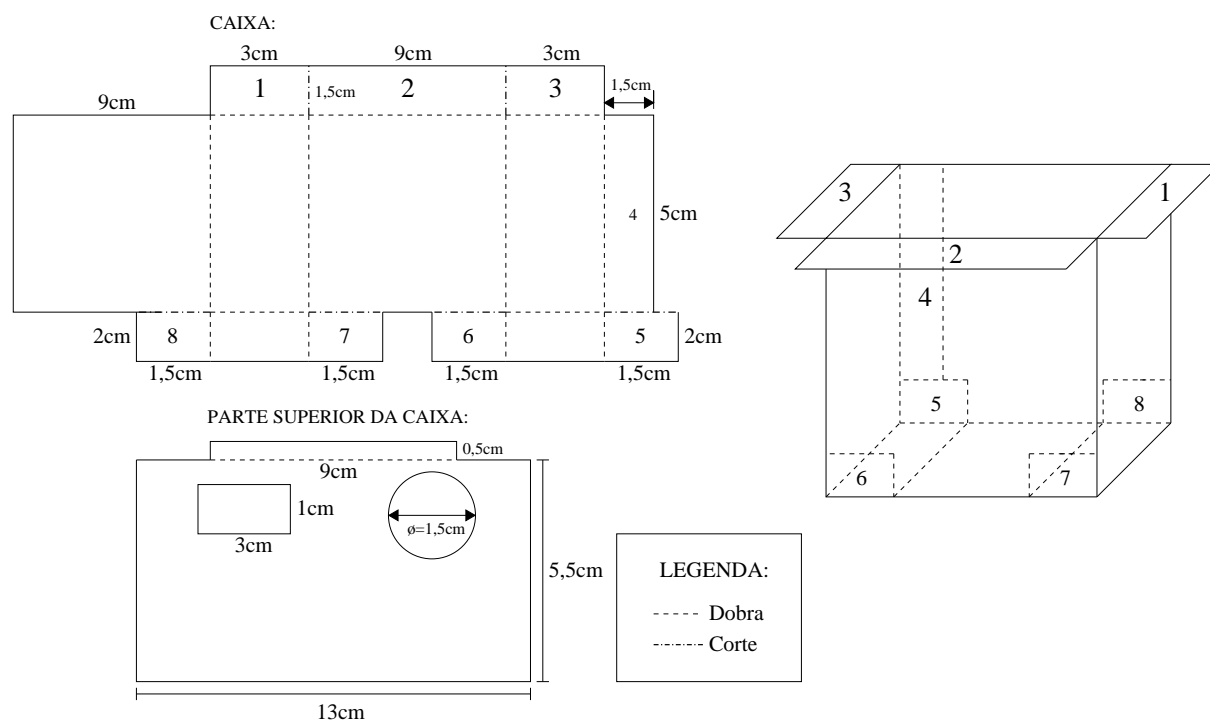 CAIXA:
3cm 9cm 3cm
1 2 3
1,5cm 1,5cm
9cm
4 5cm
2cm 8 7 6 5 2cm
1,5cm 1,5cm 1,5cm 1,5cm
PARTE SUPERIOR DA CAIXA:
0,5cm
9cm
1cm
3cm
ø=1,5cm
5,5cm
13cm
LEGENDA:
Dobra
Corte
3 1
2
4
5 8
6 7